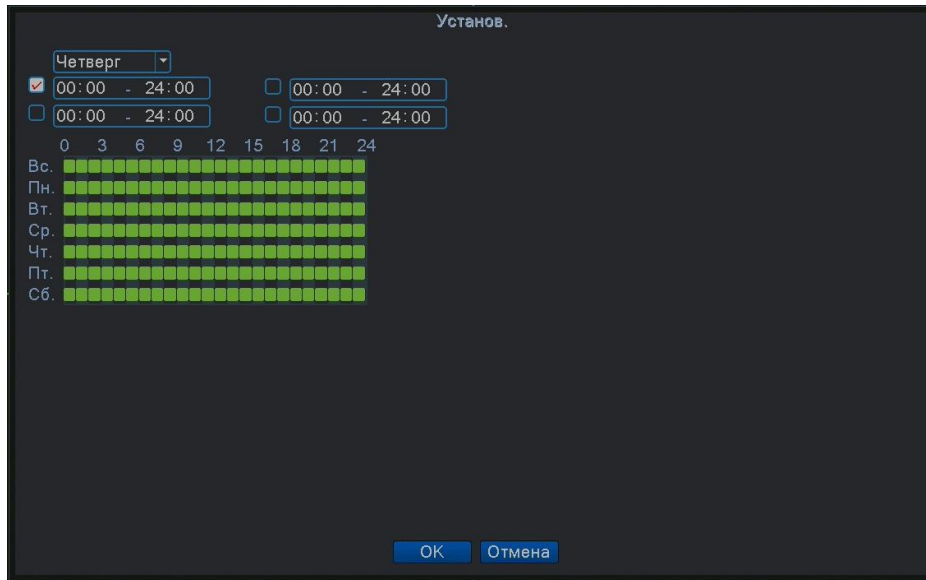 Установ.
Четверг
00:00 - 24:00 00:00 - 24:00
00:00 - 24:00 00:00 - 24:00
0 3 6 9 12 15 18 21 24
Вс.
Пн.
Вт.
Ср.
Чт.
Пт.
Сб.
OK Отмена